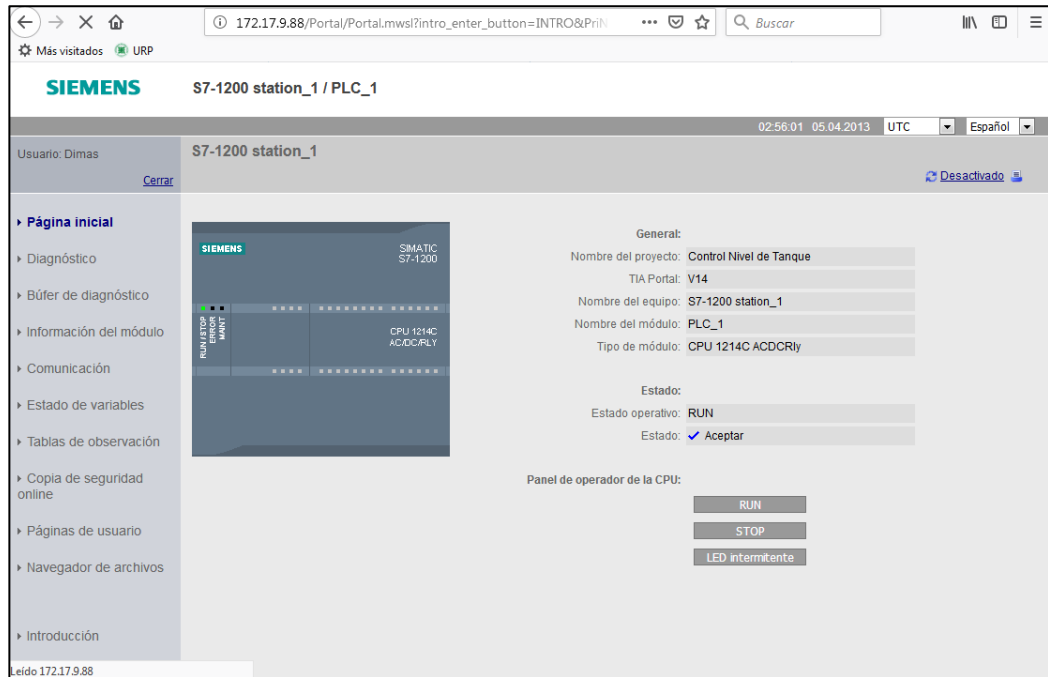 172.17.9.88/Portal/Portal.mwsl?intro_enter_button=INTRO&PriN
Buscar
Más visitados
URP
SIEMENS
S7-1200 station_1 / PLC_1
02:56:01 05.04.2013
UTC
Español
Usuario: Dimas
S7-1200 station_1
Cerrar
Desactivado
Página inicial
Diagnóstico
Búfer de diagnóstico
Información del módulo
Comunicación
Estado de variables
Tablas de observación
Copia de seguridad
online
Páginas de usuario
Navegador de archivos
Introducción
SIEMENS
SIMATIC
S7-1200
RUN / STOP
ERROR
MAINT
CPU 1214C
AC/DC/RLY
General:
Nombre del proyecto: Control Nivel de Tanque
TIA Portal: V14
Nombre del equipo: S7-1200 station_1
Nombre del módulo: PLC_1
Tipo de módulo: CPU 1214C ACDCRly
Estado:
Estado operativo: RUN
Estado: Aceptar
Panel de operador de la CPU:
RUN
STOP
LED intermitente
Leído 172.17.9.88